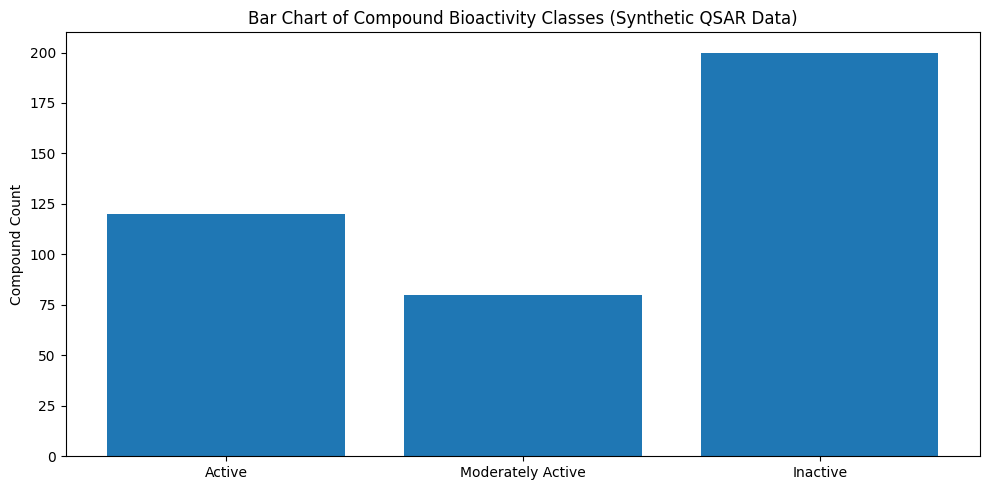 Bar Chart of Compound Bioactivity Classes (Synthetic QSAR Data)
Compound Count
200
175
150
125
100
75
50
25
0
Active
Moderately Active
Inactive